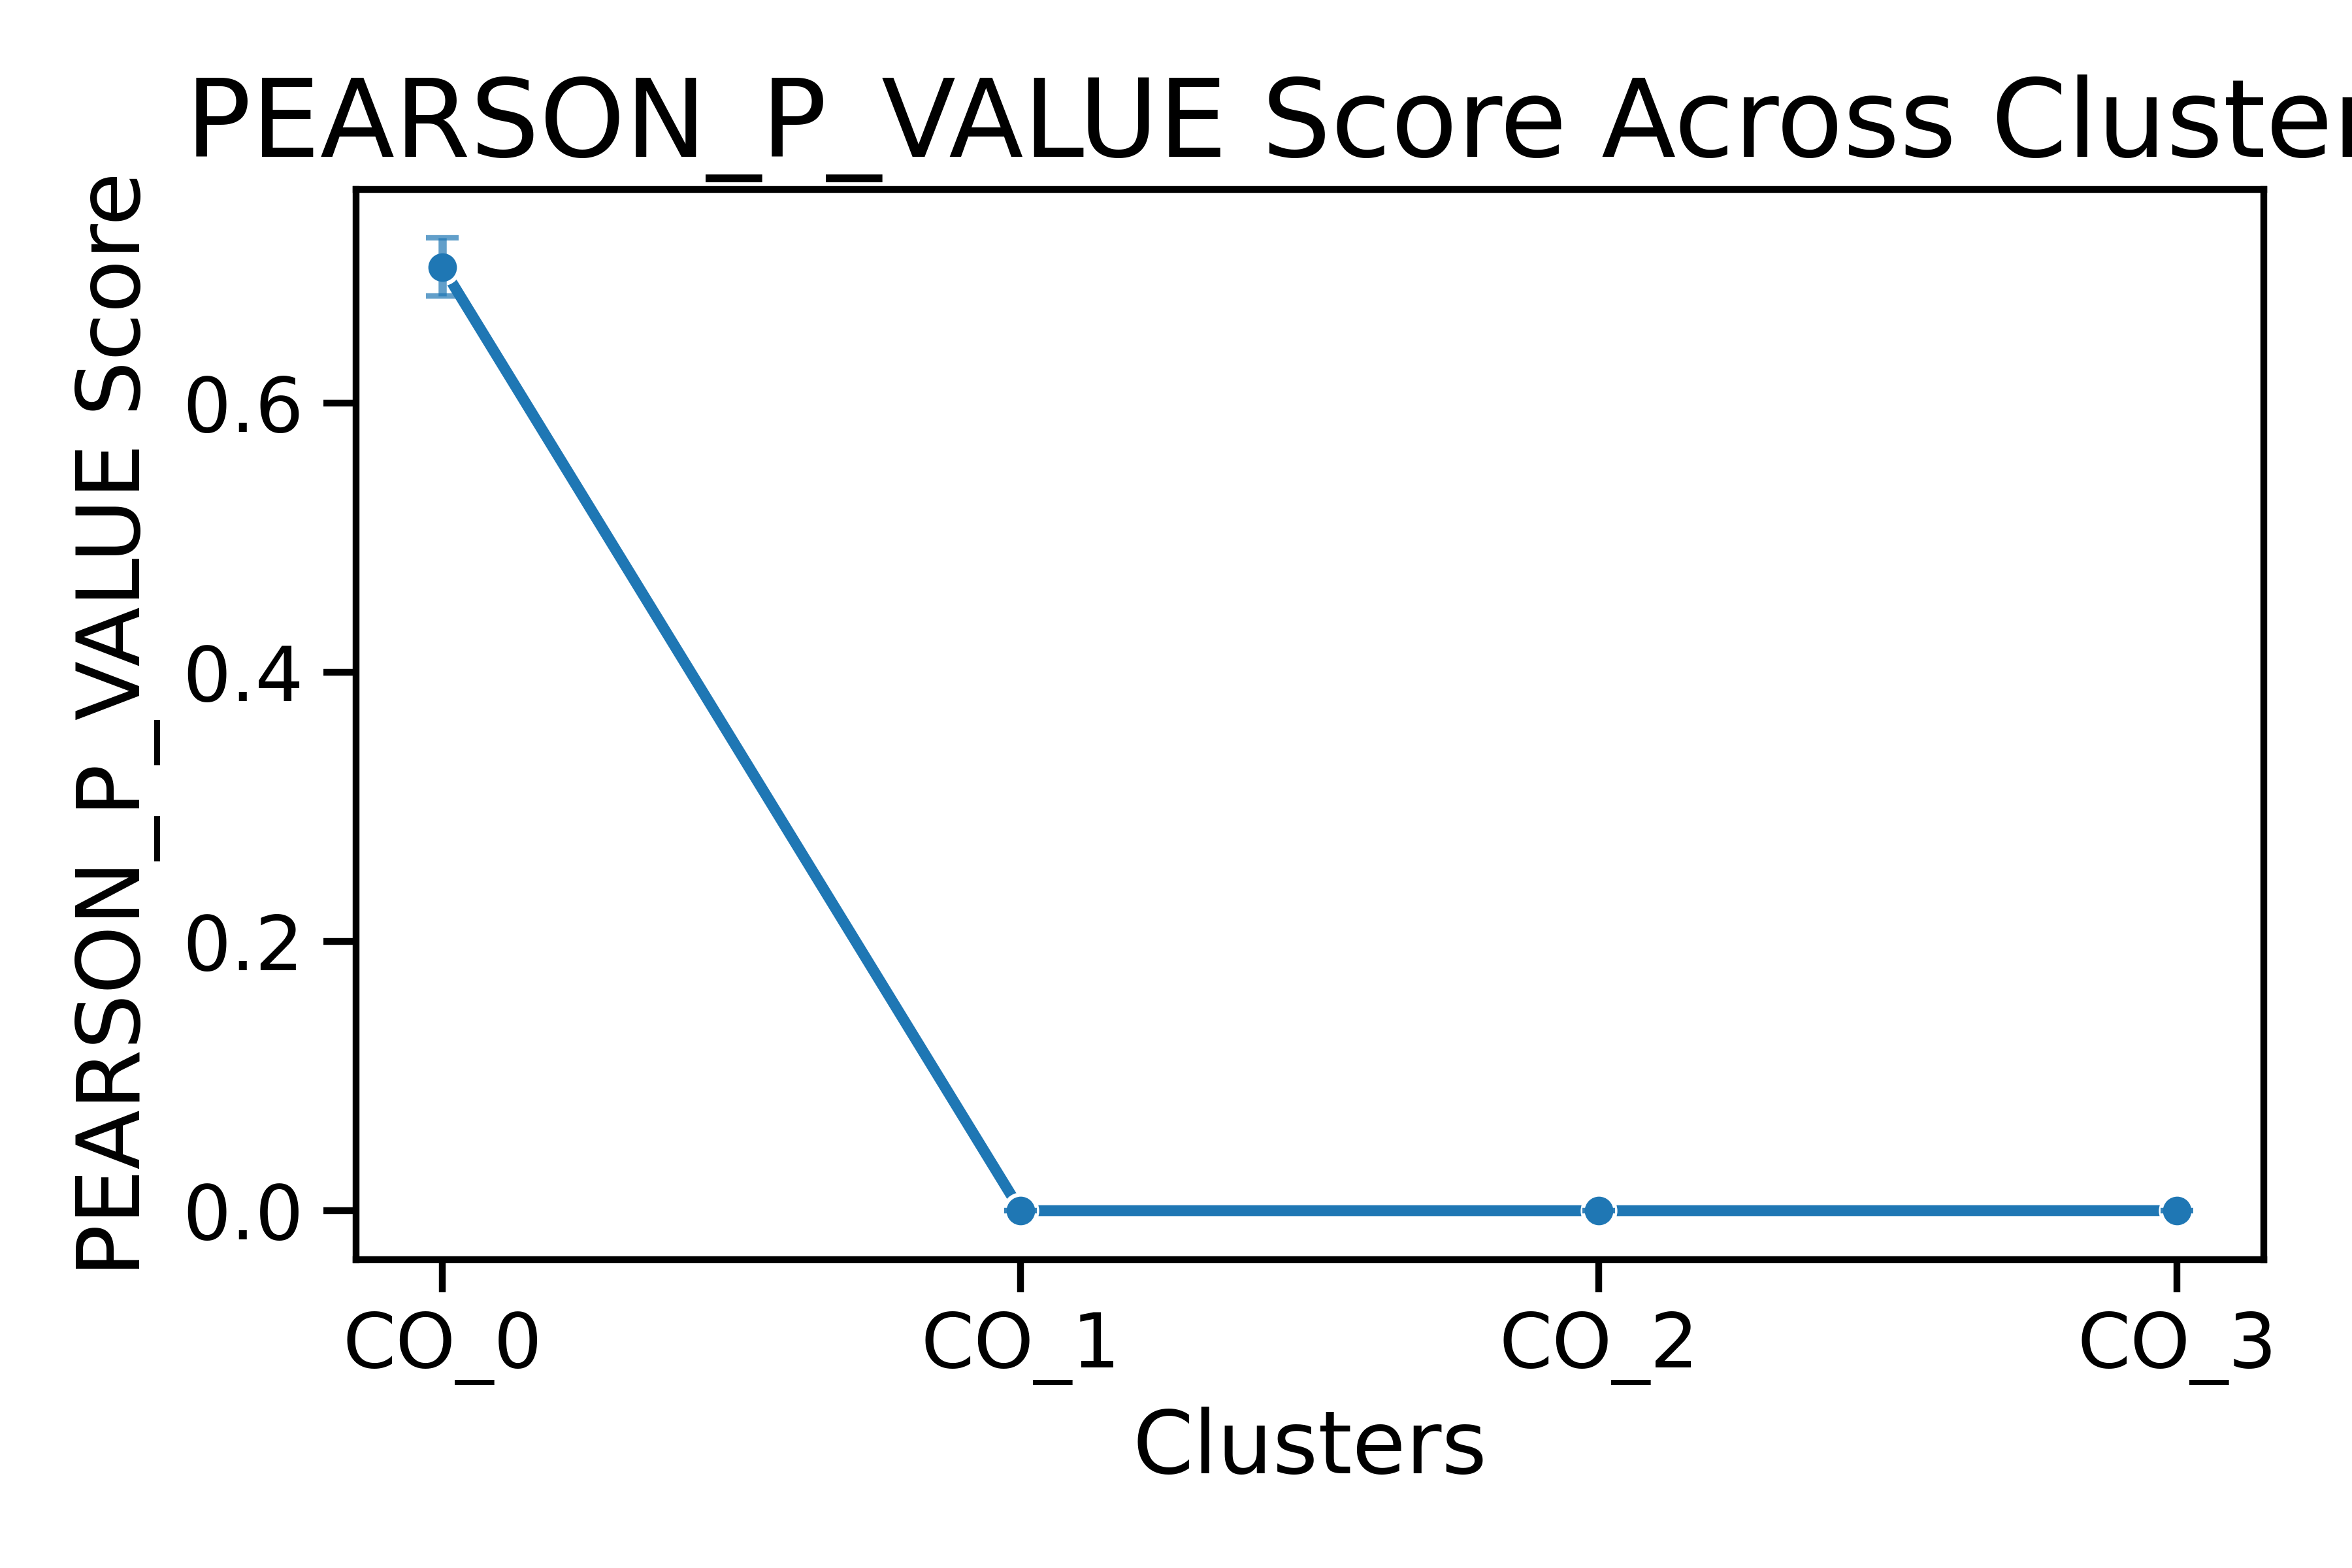 PEARSON_P_VALUE Score Across Cluster
PEARSON_P_VALUE Score
0.6
0.4
0.2
0.0
CO_0 CO_1 CO_2 CO_3
Clusters